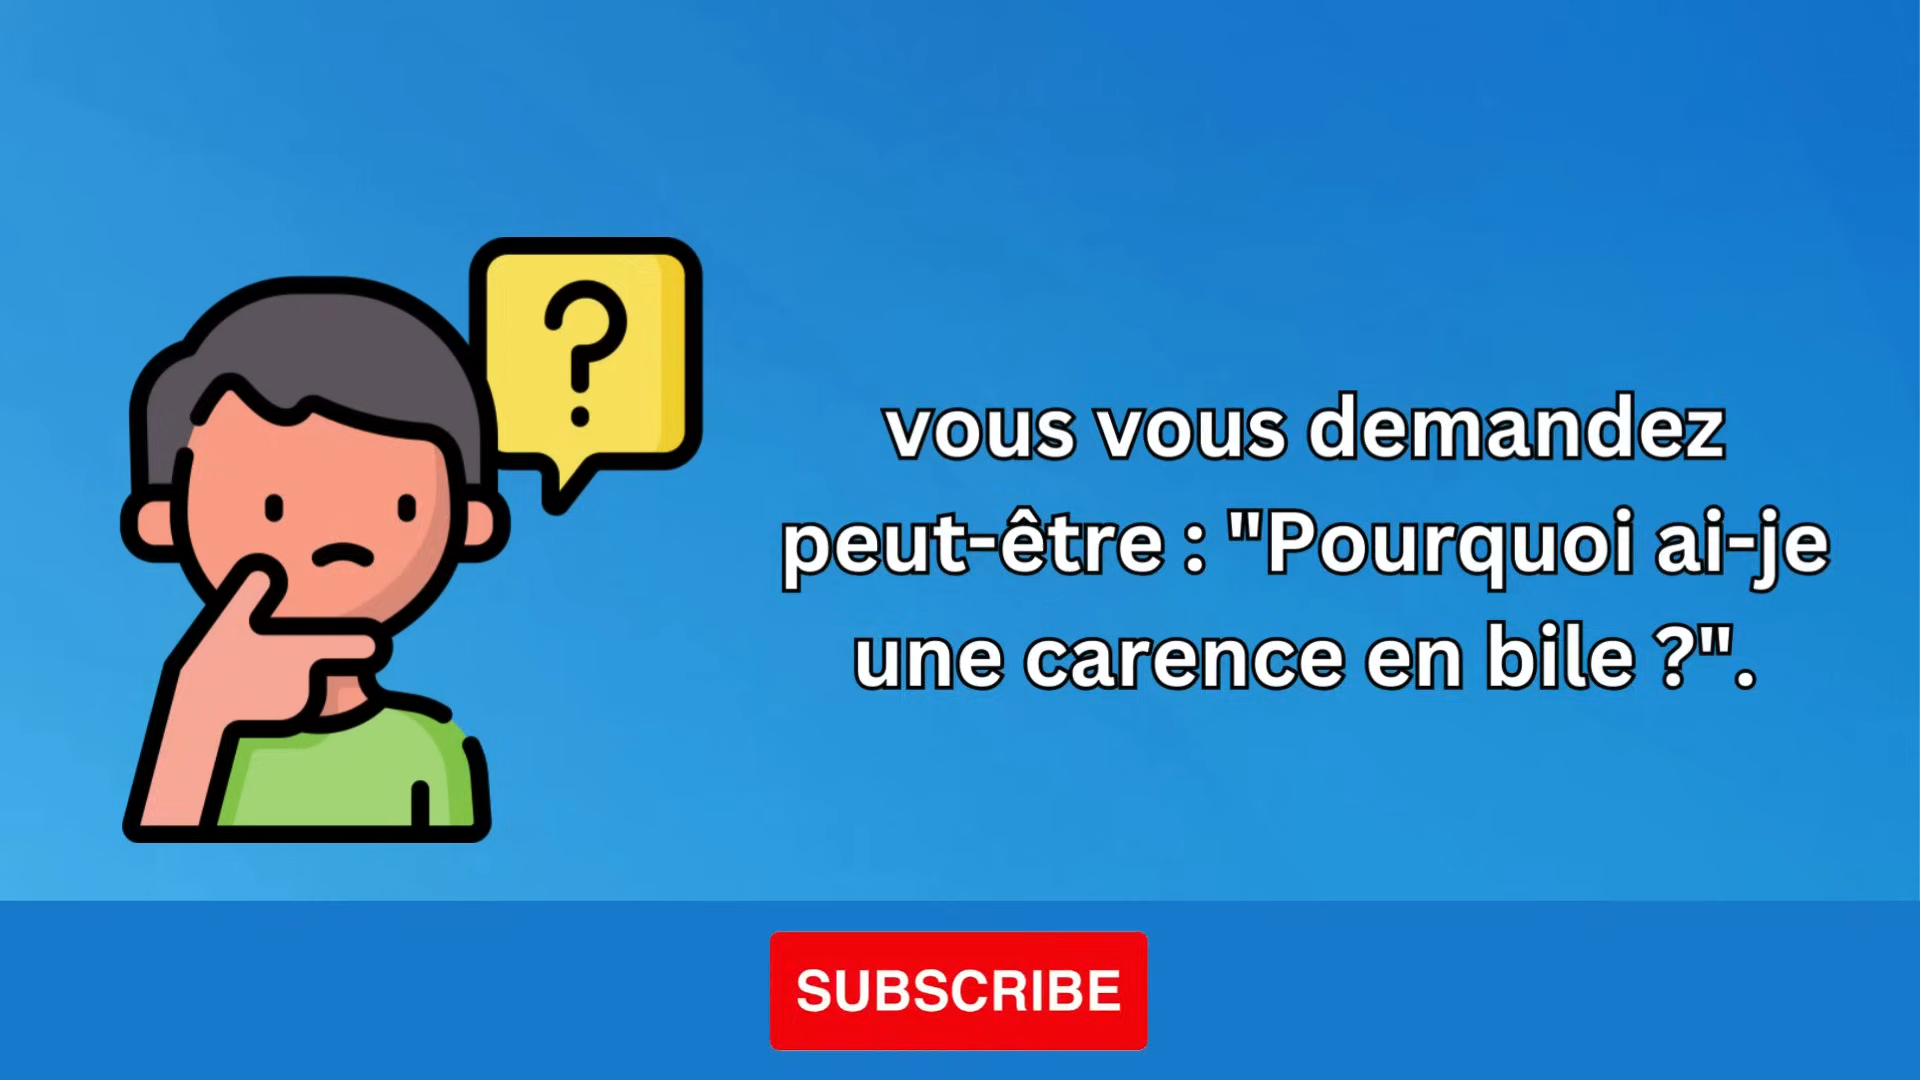 ?
vous vous demandez
peut-être : "Pourquoi ai-je
une carence en bile ?".
SUBSCRIBE